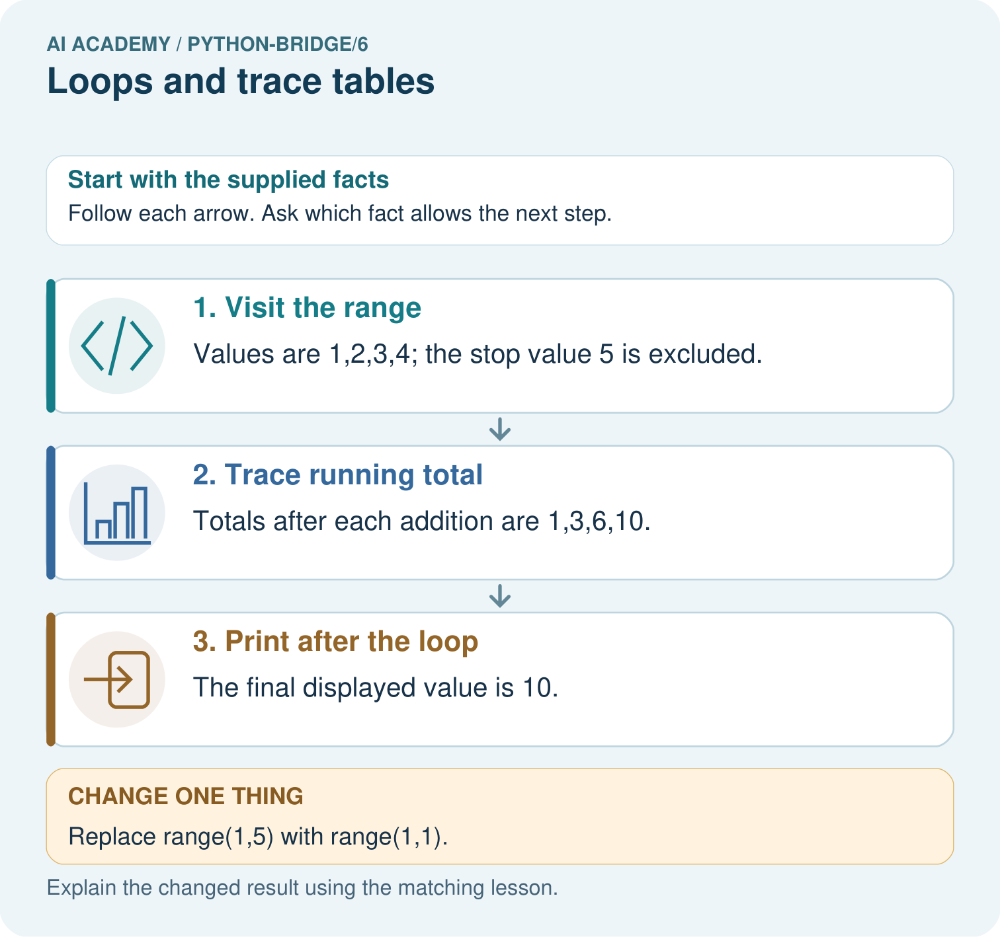 AI ACADEMY / PYTHON-BRIDGE/6
Loops and trace tables
Start with the supplied facts
Follow each arrow. Ask which fact allows the next step.
1. Visit the range
Values are 1,2,3,4; the stop value 5 is excluded.
2. Trace running total
Totals after each addition are 1,3,6,10.
3. Print after the loop
The final displayed value is 10.
CHANGE ONE THING
Replace range(1,5) with range(1,1).
Explain the changed result using the matching lesson.